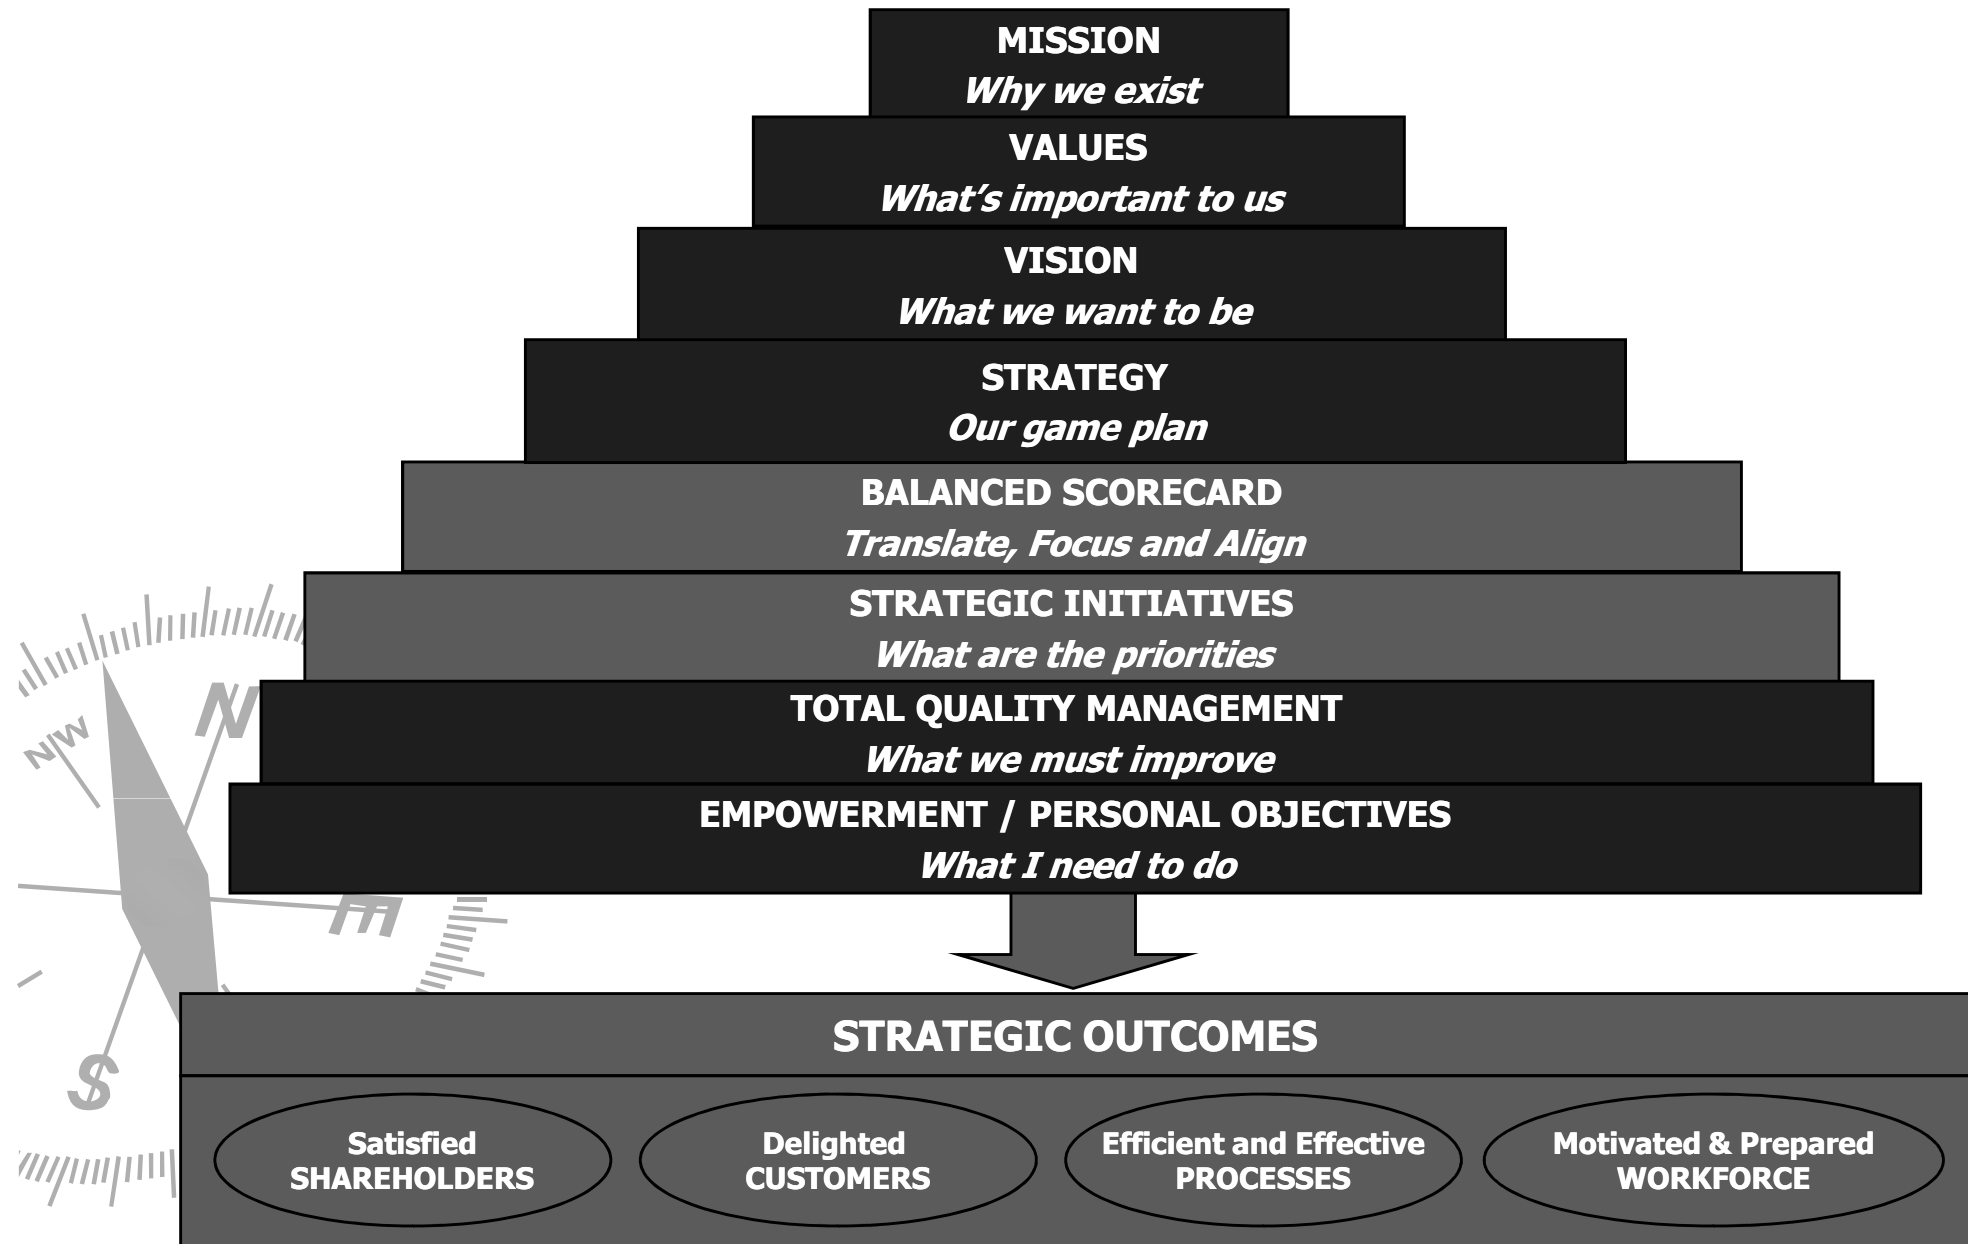 MISSION
Why we exist
VALUES
What’s important to us
VISION
What we want to be
STRATEGY
Our game plan
BALANCED SCORECARD
Translate, Focus and Align
STRATEGIC INITIATIVES
What are the priorities
TOTAL QUALITY MANAGEMENT
What we must improve
EMPOWERMENT / PERSONAL OBJECTIVES
What I need to do
NW
N
E
S
STRATEGIC OUTCOMES
Satisfied
SHAREHOLDERS
Delighted
CUSTOMERS
Efficient and Effective
PROCESSES
Motivated & Prepared
WORKFORCE